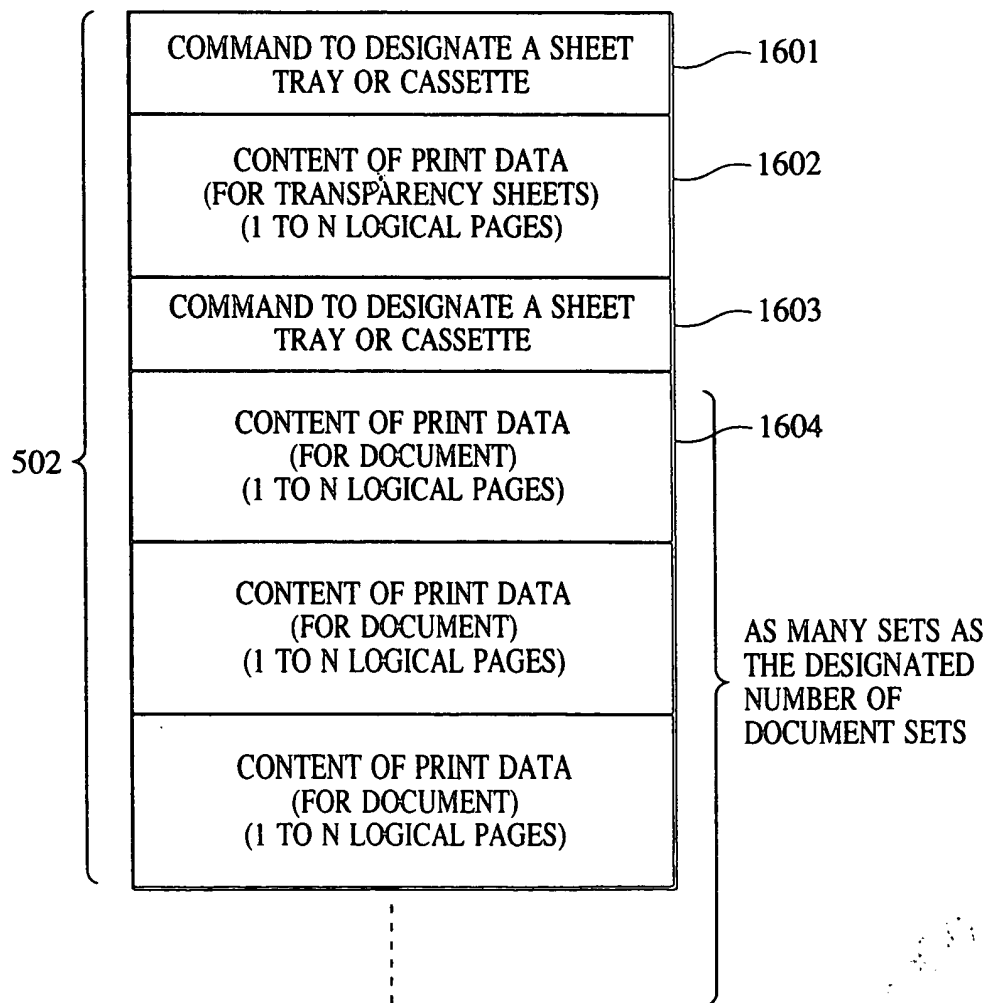 COMMAND TO DESIGNATE A SHEET
TRAY OR CASSETTE
1601
CONTENT OF PRINT DATA
(FOR TRANSPARENCY SHEETS)
(1 TO N LOGICAL PAGES)
1602
COMMAND TO DESIGNATE A SHEET
TRAY OR CASSETTE
1603
CONTENT OF PRINT DATA
(FOR DOCUMENT)
(1 TO N LOGICAL PAGES)
1604
502
CONTENT OF PRINT DATA
(FOR DOCUMENT)
(1 TO N LOGICAL PAGES)
AS MANY SETS AS
THE DESIGNATED
NUMBER OF
DOCUMENT SETS
CONTENT OF PRINT DATA
(FOR DOCUMENT)
(1 TO N LOGICAL PAGES)